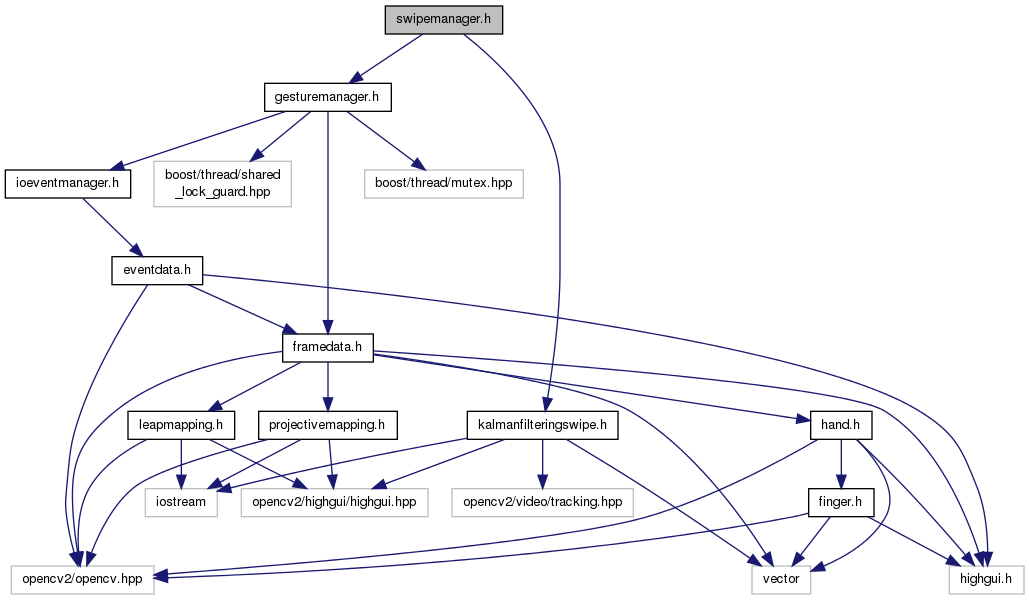 swipemanager.h
gesturemanager.h
ioeventmanager.h
boost/thread/shared
_lock_guard.hpp
boost/thread/mutex.hpp
eventdata.h
framedata.h
leapmapping.h
projectivemapping.h
kalmanfilteringswipe.h
hand.h
iostream
opencv2/highgui/highgui.hpp
opencv2/video/tracking.hpp
finger.h
opencv2/opencv.hpp
vector
highgui.h